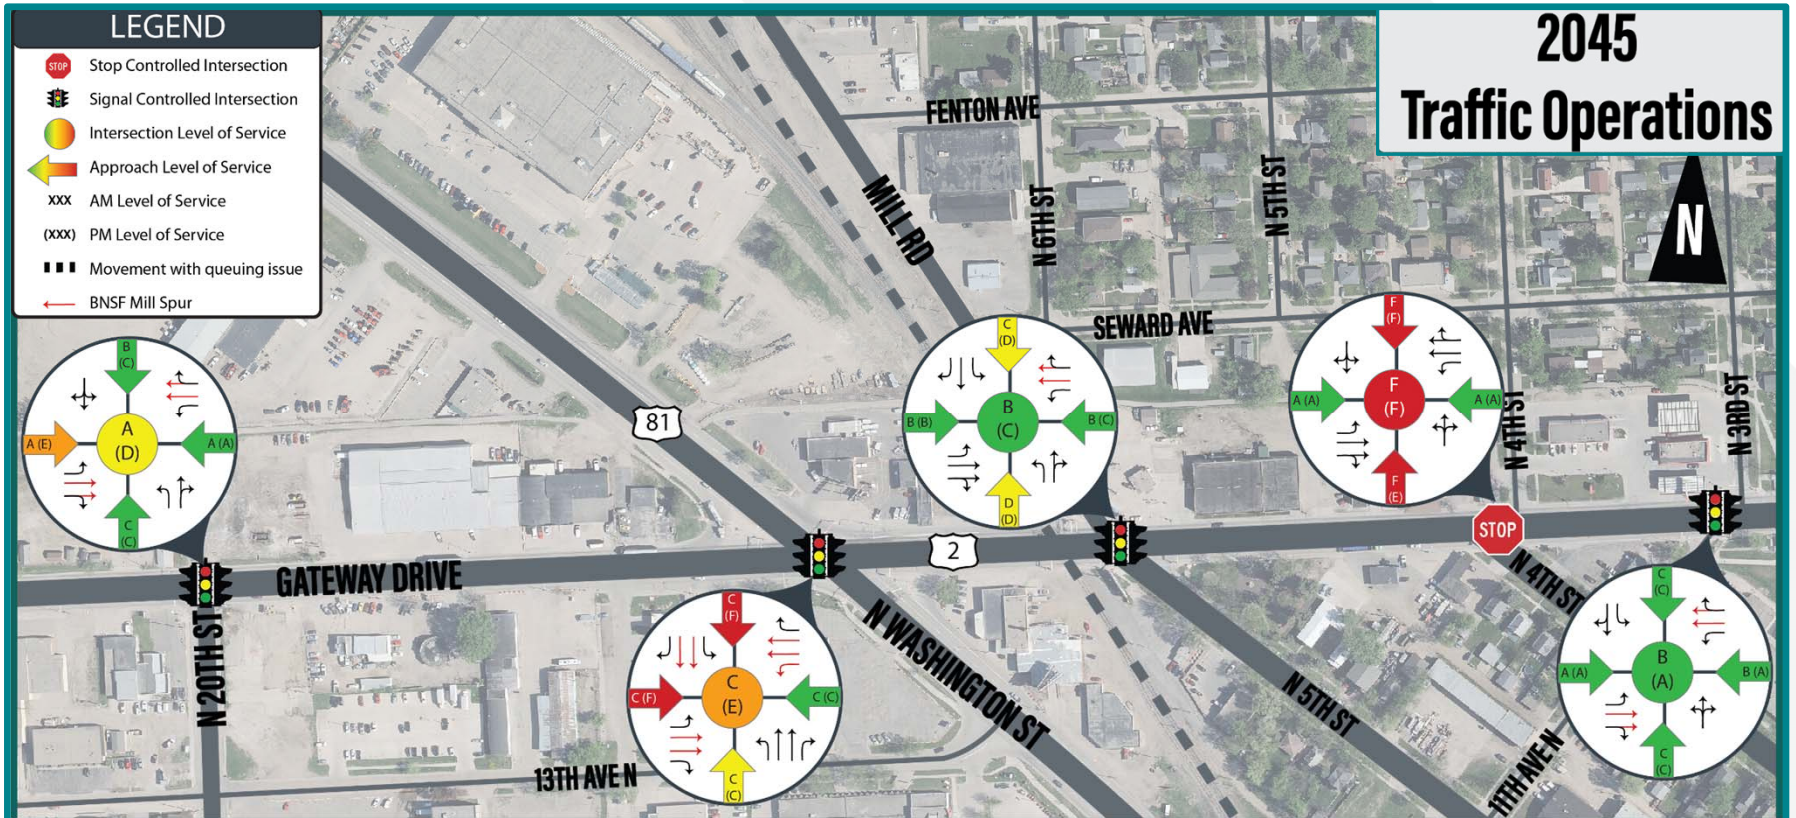 LEGEND
STOP Stop Controlled Intersection
Signal Controlled Intersection
Intersection Level of Service
Approach Level of Service
XXX AM Level of Service
(XXX) PM Level of Service
Movement with queuing issue
BNSF Mill Spur
2045
Traffic Operations
N
FENTON AVE
MILL RD
N 6TH ST
N 5TH ST
SEWARD AVE
N 4TH ST
N 3RD ST
81
2
GATEWAY DRIVE
N 20TH ST
N WASHINGTON ST
13TH AVE N
N 5TH ST
N 4TH ST
11TH AVE N
STOP
B
(C)
A (E)
A
(D)
A (A)
C
(C)
C
(F)
C (F)
C
(E)
C (C)
C
(C)
C
(D)
B (B)
B
(C)
B (C)
D
(D)
F
(F)
A (A)
F
(F)
A (A)
F
(E)
C
(C)
A (A)
B
(A)
B (A)
C
(C)